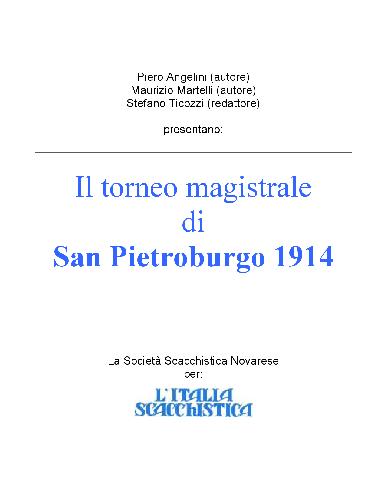 Piero Angelini (autore)
Maurizio Martelli (autore)
Stefano Ticozzi (redattore)
presentano:
Il torneo magistrale
di
San Pietroburgo 1914
La Società Scacchistica Novarese
per:
L'ITALIA
SCACCHISTICA